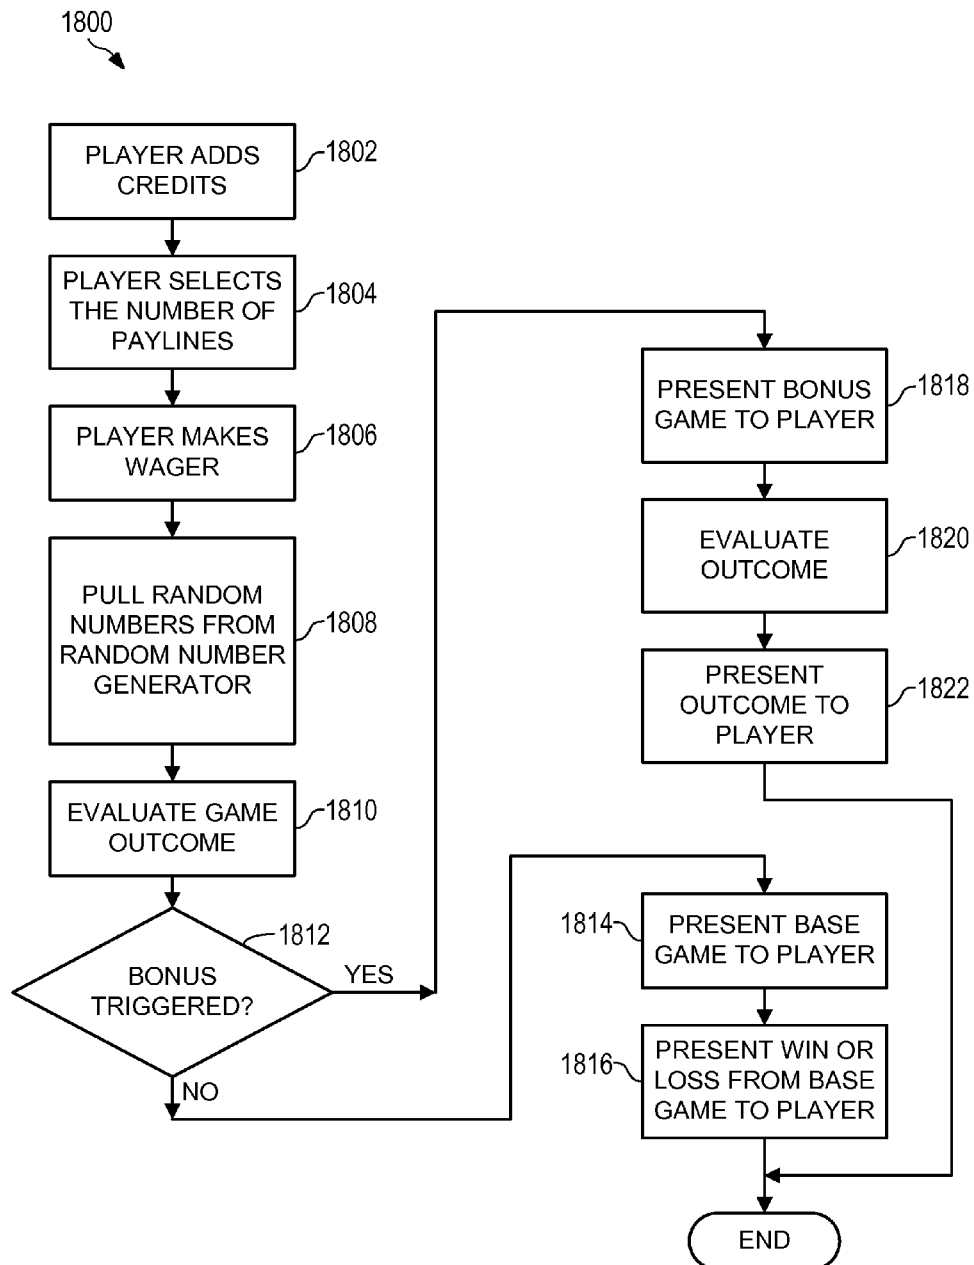 1800
PLAYER ADDS
CREDITS
1802
PLAYER SELECTS
THE NUMBER OF
PAYLINES
1804
PLAYER MAKES
WAGER
1806
PULL RANDOM
NUMBERS FROM
RANDOM NUMBER
GENERATOR
1808
EVALUATE GAME
OUTCOME
1810
BONUS
TRIGGERED?
1812
YES
NO
PRESENT BONUS
GAME TO PLAYER
1818
EVALUATE
OUTCOME
1820
PRESENT
OUTCOME TO
PLAYER
1822
1814
PRESENT BASE
GAME TO PLAYER
1816
PRESENT WIN OR
LOSS FROM BASE
GAME TO PLAYER
END